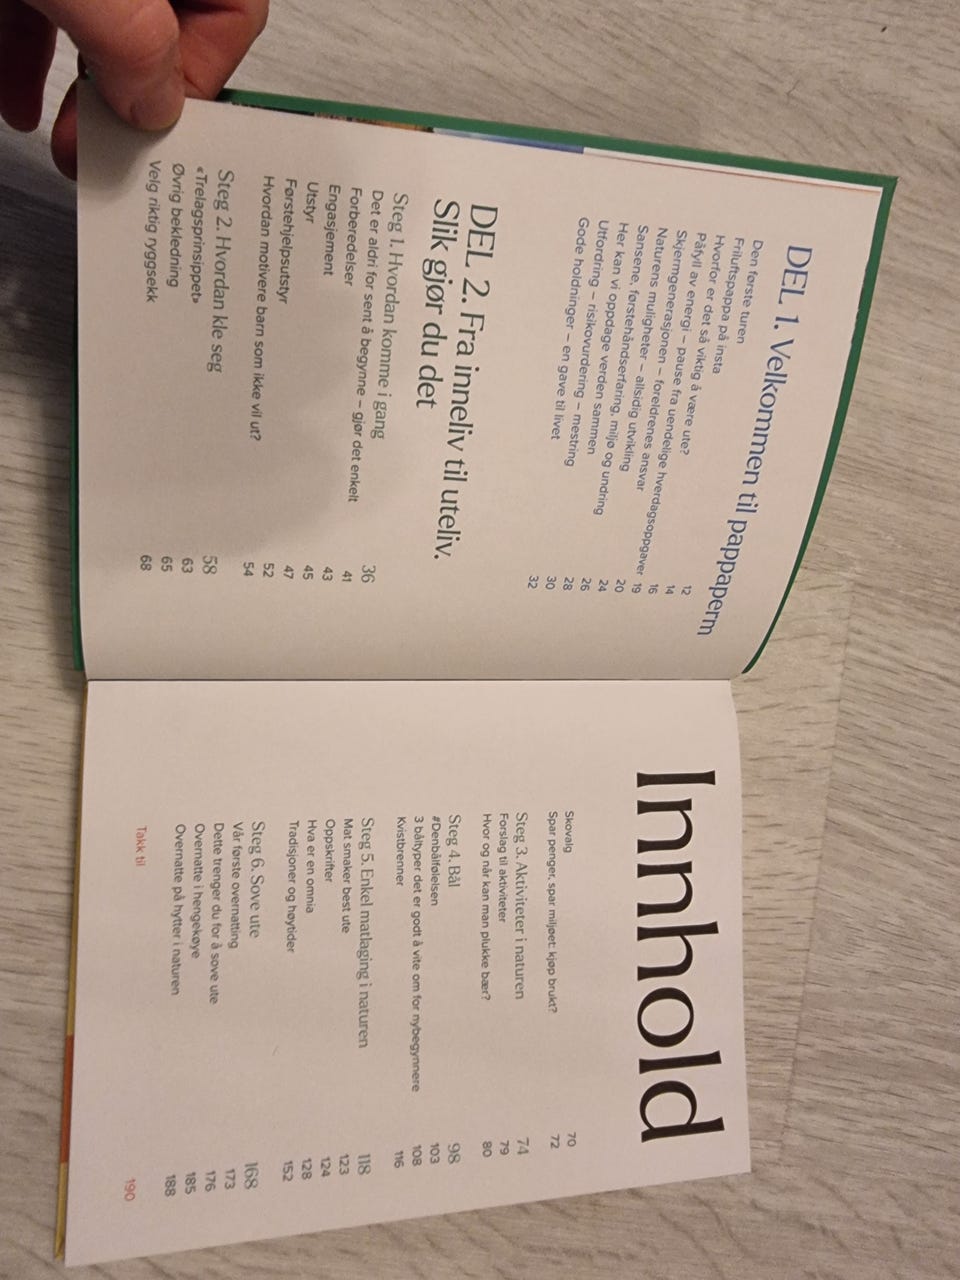 DEL 1. Velkommen til pappaperm
Den første turen 12
Friluftspappa på insta 14
Hvorfor er det så viktig å være ute? 16
Påfyll av energi – pause fra uendelige hverdagsoppgaver 19
Skjermgenerasjonen – foreldrenes ansvar 20
Naturens muligheter – allsidig utvikling 24
Sansene, førstehåndserfaring, miljø og undring 26
Her kan vi oppdage verden sammen 28
Utfordring – risikovurdering – mestring 30
Gode holdninger – en gave til livet 32
DEL 2. Fra inneliv til uteliv.
Slik gjør du det
Steg 1. Hvordan komme i gang 36
Det er aldri for sent å begynne – gjør det enkelt 41
Forberedelser 43
Engasjement 45
Utstyr 47
Førstehjelpsutstyr 52
Hvordan motivere barn som ikke vil ut? 54
Steg 2. Hvordan kle seg 58
«Trelagsprinsippet» 63
Øvrig bekledning 65
Velg riktig ryggsekk 68
Innhold
Skovalg 70
Spar penger, spar miljøet: kjøp brukt? 72
Steg 3. Aktiviteter i naturen 74
Forslag til aktiviteter 79
Hvor og når kan man plukke bær? 80
Steg 4. Bål 98
#Denbålfølelsen 103
3 båltyper det er godt å vite om for nybegynnere 108
Kvistbrenner 116
Steg 5. Enkel matlaging i naturen 118
Mat smaker best ute 123
Oppskrifter 124
Hva er en omnia 128
Tradisjoner og høytider 152
Steg 6. Sove ute 168
Vår første overnatting 173
Dette trenger du for å sove ute 176
Overnatte i hengekøye 185
Overnatte på hytter i naturen 188
Takk til 190